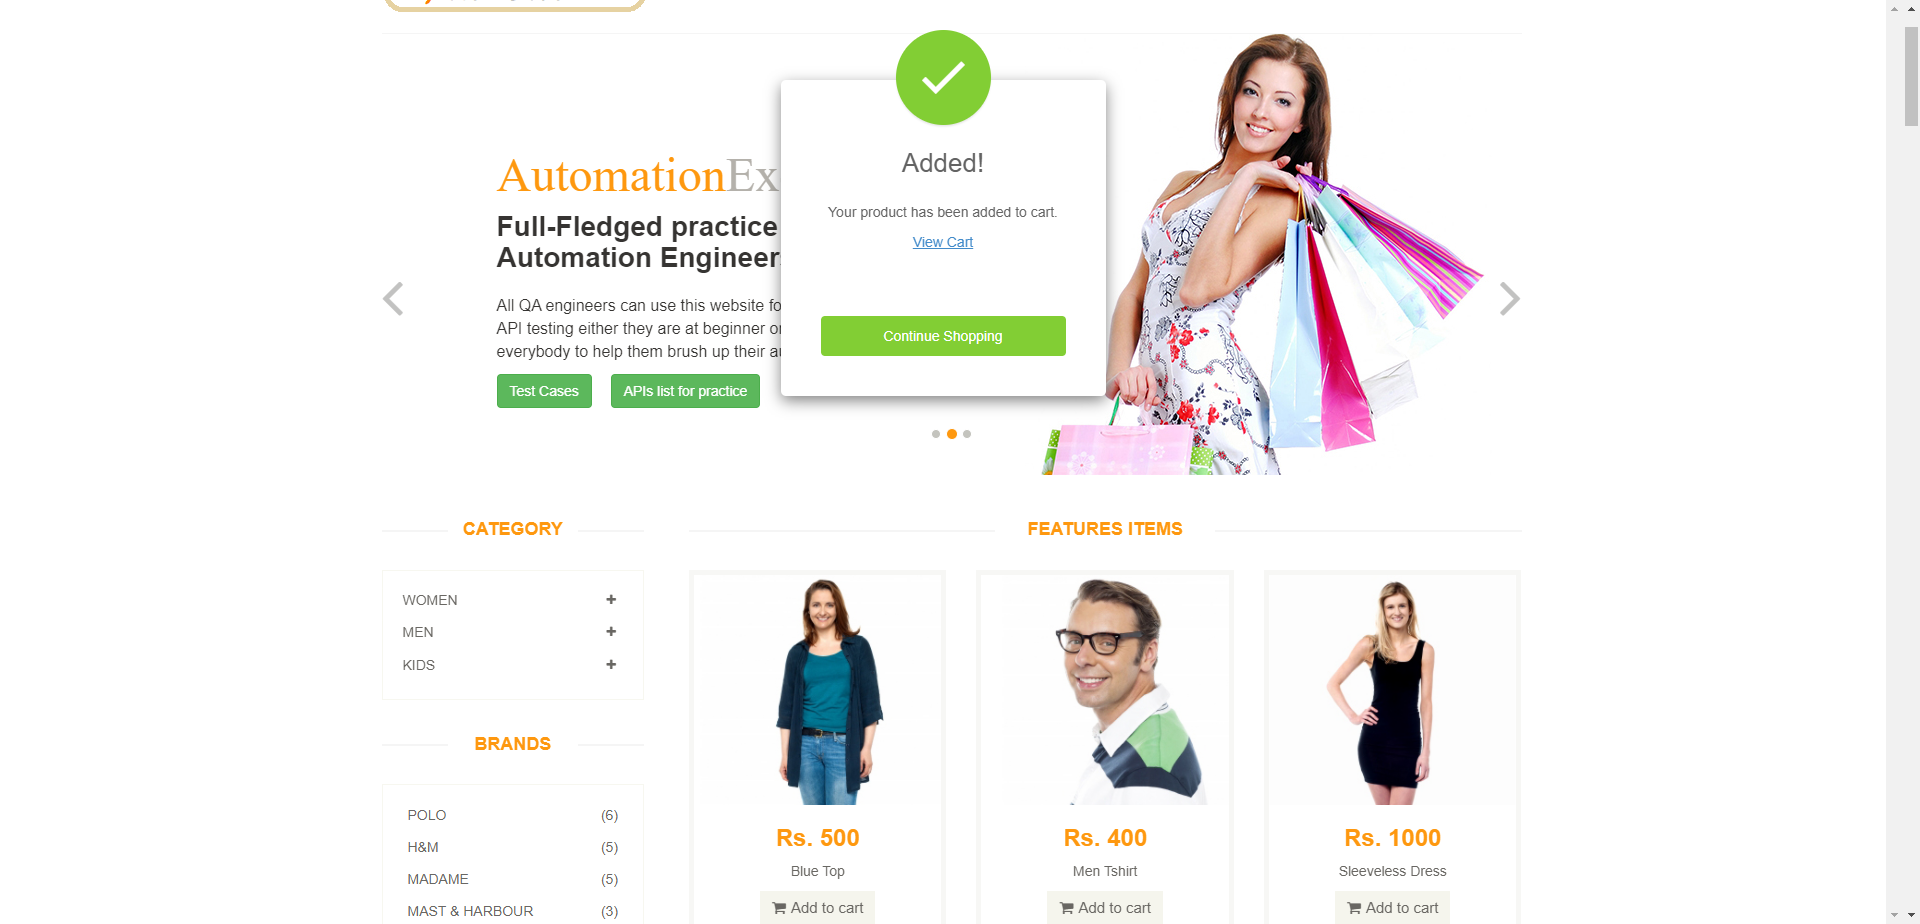 Added!
Your product has been added to cart.
View Cart
Continue Shopping
AutomationEx
Full-Fledged practice
Automation Engineer
All QA engineers can use this website fo
API testing either they are at beginner o
everybody to help them brush up their a
Test Cases
APIs list for practice
CATEGORY
WOMEN
MEN
KIDS
BRANDS
POLO (6)
H&M (5)
MADAME (5)
MAST & HARBOUR (3)
FEATURES ITEMS
Rs. 500
Blue Top
Add to cart
Rs. 400
Men Tshirt
Add to cart
Rs. 1000
Sleeveless Dress
Add to cart